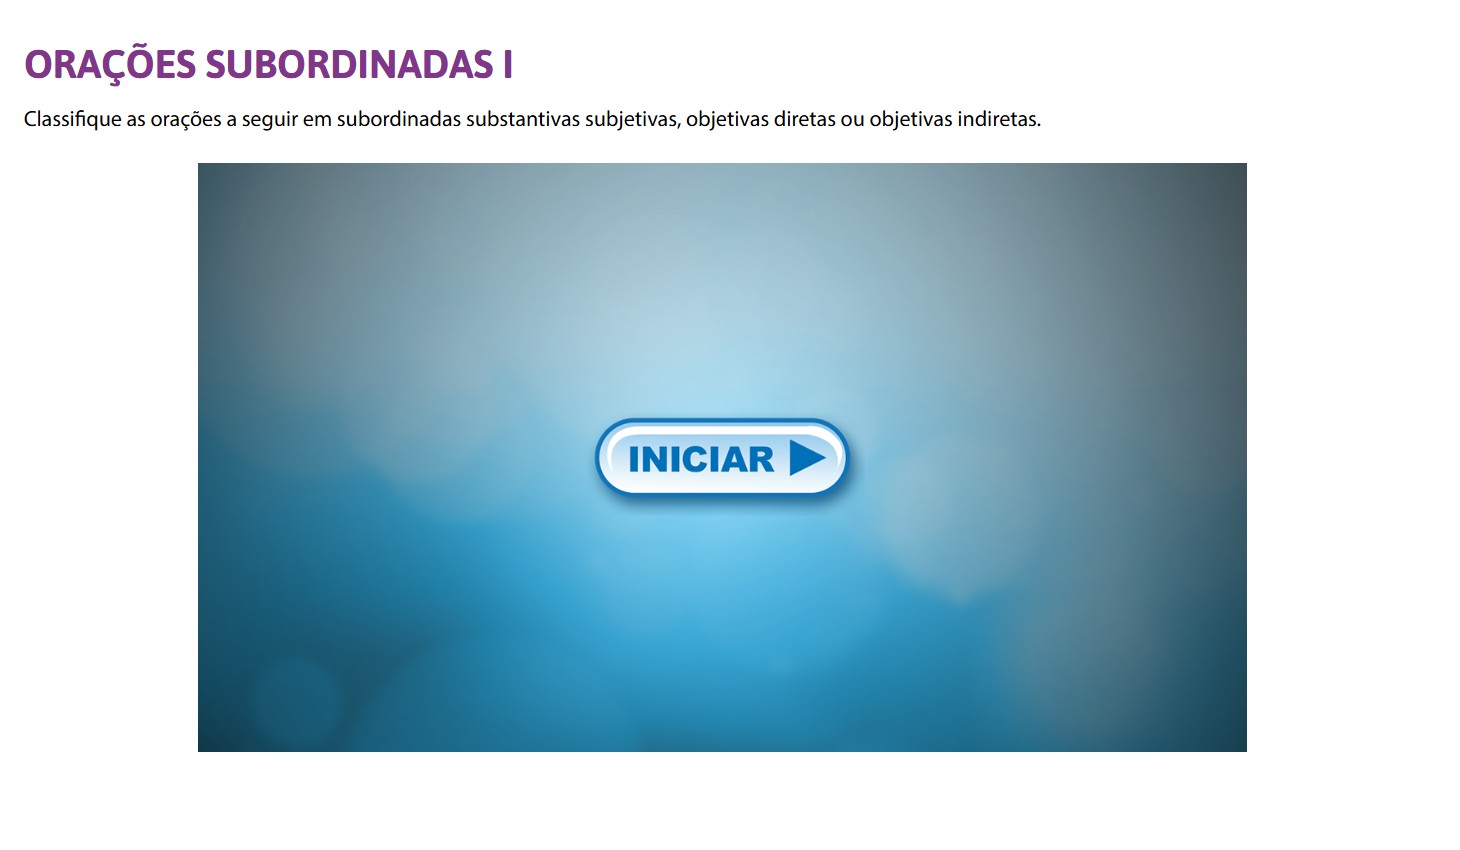 ORAÇÕES SUBORDINADAS I
Classifique as orações a seguir em subordinadas substantivas subjetivas, objetivas diretas ou objetivas indiretas.
INICIAR